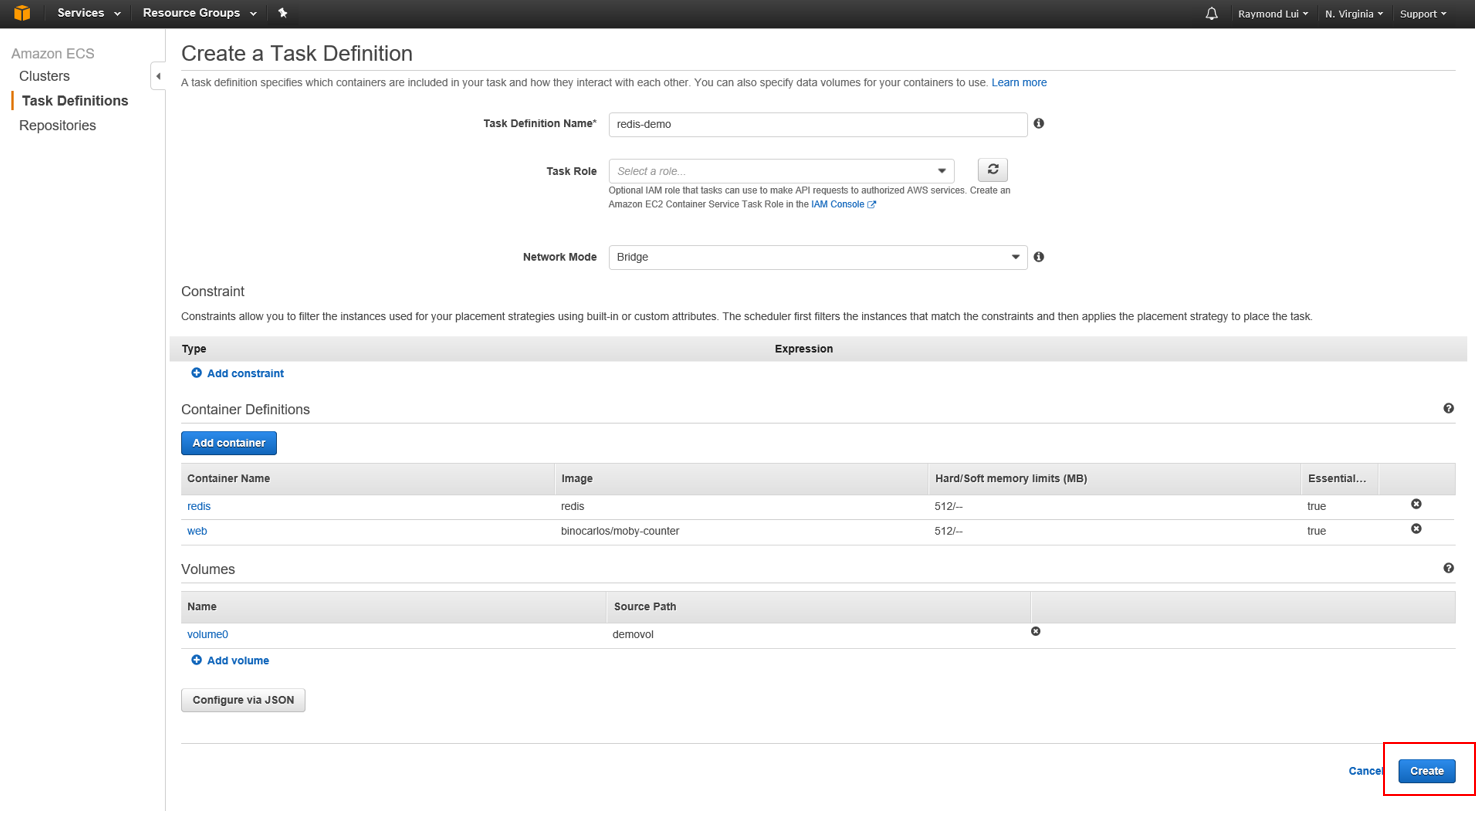 Services Resource Groups Raymond Lui N. Virginia Support
Amazon ECS
Clusters
Task Definitions
Repositories
Create a Task Definition
A task definition specifies which containers are included in your task and how they interact with each other. You can also specify data volumes for your containers to use. Learn more
Task Definition Name* redis-demo
Task Role Select a role...
Optional IAM role that tasks can use to make API requests to authorized AWS services. Create an
Amazon EC2 Container Service Task Role in the IAM Console
Network Mode Bridge
Constraint
Constraints allow you to filter the instances used for your placement strategies using built-in or custom attributes. The scheduler first filters the instances that match the constraints and then applies the placement strategy to place the task.
Type Expression
Add constraint
Container Definitions
Add container
Container Name Image Hard/Soft memory limits (MB) Essential...
redis redis 512/-- true
web binocarlos/moby-counter 512/-- true
Volumes
Name Source Path
volume0 demovol
Add volume
Configure via JSON
Cancel Create